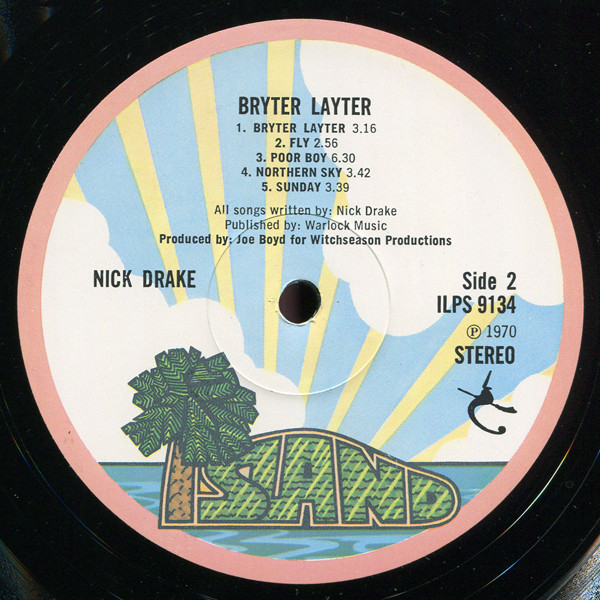 BRYTER LAYTER
1. BRYTER LAYTER 3.16
2. FLY 2.56
3. POOR BOY 6.30
4. NORTHERN SKY 3.42
5. SUNDAY 3.39
All songs written by: Nick Drake
Published by: Warlock Music
Produced by: Joe Boyd for Witchseason Productions
NICK DRAKE
Side 2
ILPS 9134
Ⓟ 1970
STEREO
ISLAND